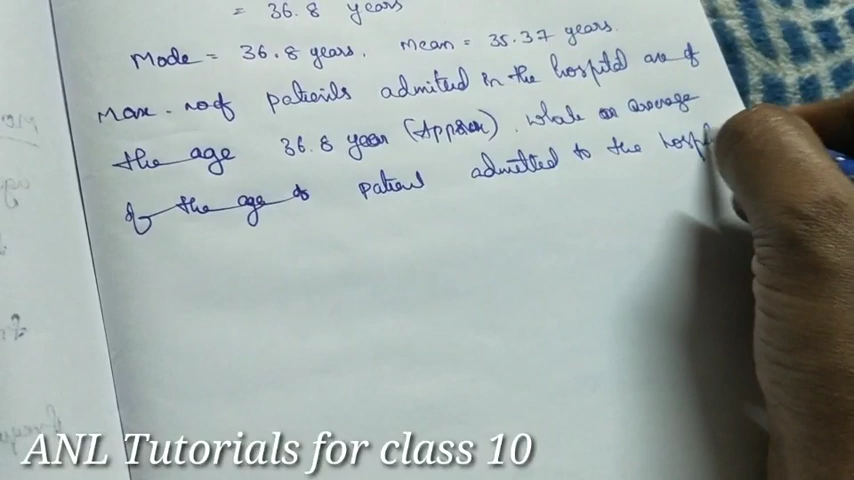 = 36.8 years
Mode = 36.8 years. Mean = 35.37 years.
Max. no of patients admitted in the hospital are of
the age 36.8 year (Approx). while on average
of the age of patient admitted to the hosp
ANL Tutorials for class 10